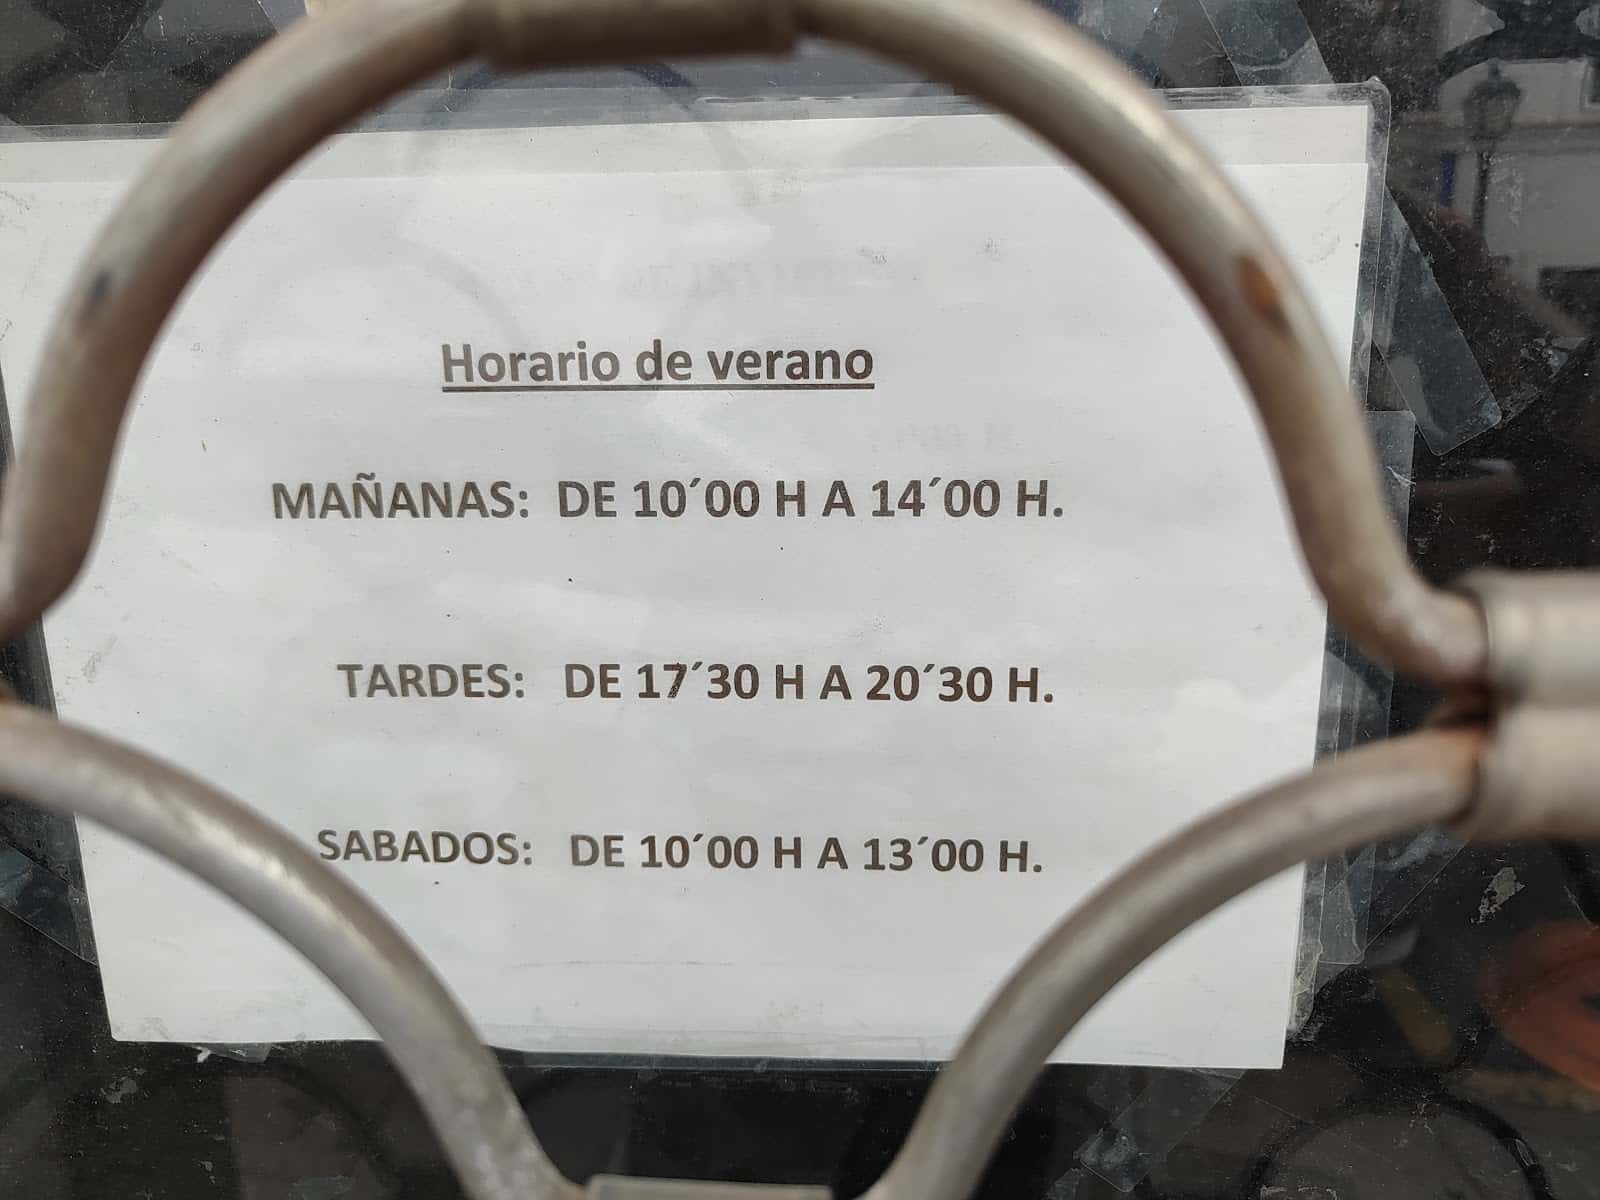 Horario de verano
MAÑANAS: DE 10´00 H A 14´00 H.
TARDES: DE 17´30 H A 20´30 H.
SABADOS: DE 10´00 H A 13´00 H.